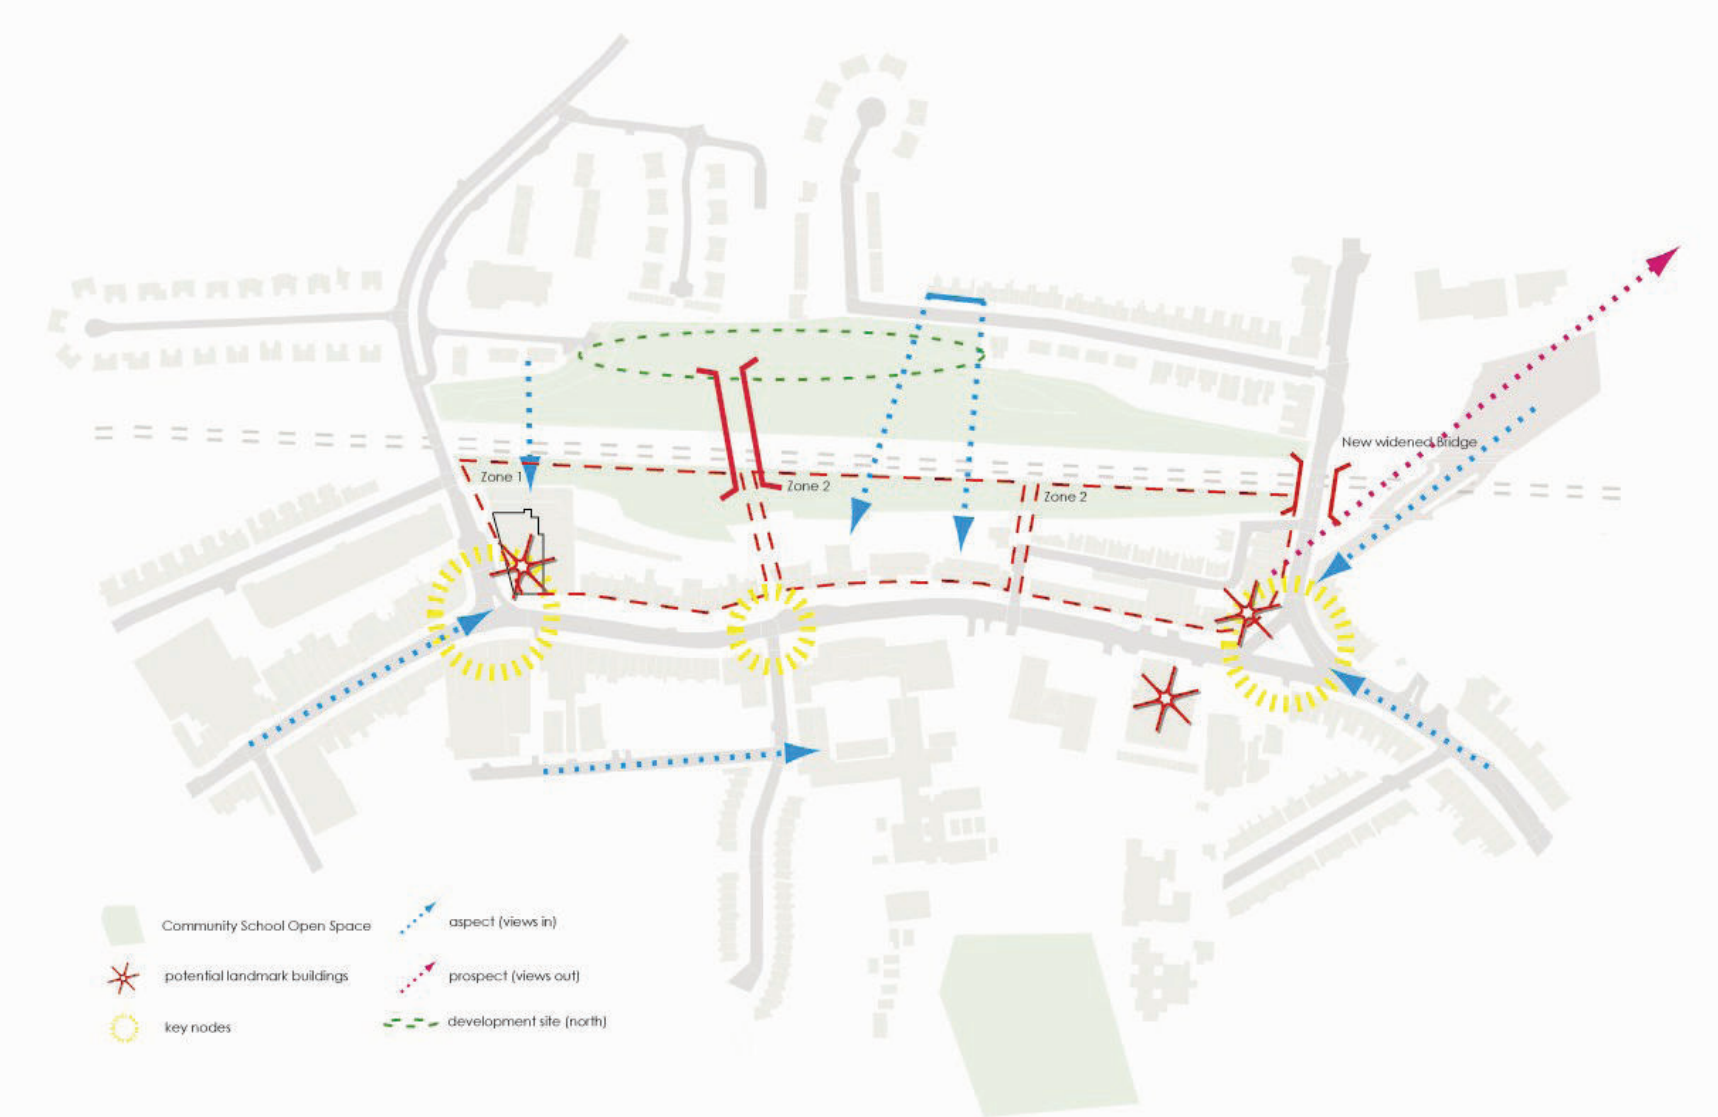 New widened Bridge
Zone 1
Zone 2
Zone 2
Community School Open Space
aspect (views in)
potential landmark buildings
prospect (views out)
key nodes
development site (north)